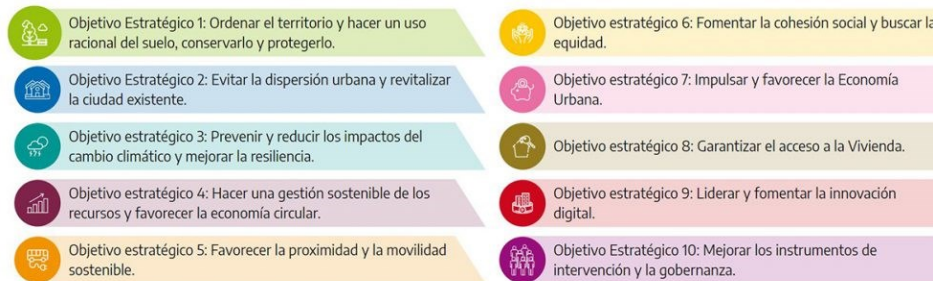 Objetivo Estratégico 1: Ordenar el territorio y hacer un uso
racional del suelo, conservarlo y protegerlo.
Objetivo Estratégico 2: Evitar la dispersión urbana y revitalizar
la ciudad existente.
Objetivo estratégico 3: Prevenir y reducir los impactos del
cambio climático y mejorar la resiliencia.
Objetivo estratégico 4: Hacer una gestión sostenible de los
recursos y favorecer la economía circular.
Objetivo estratégico 5: Favorecer la proximidad y la movilidad
sostenible.
Objetivo estratégico 6: Fomentar la cohesión social y buscar la
equidad.
Objetivo estratégico 7: Impulsar y favorecer la Economía
Urbana.
Objetivo estratégico 8: Garantizar el acceso a la Vivienda.
Objetivo estratégico 9: Liderar y fomentar la innovación
digital.
Objetivo Estratégico 10: Mejorar los instrumentos de
intervención y la gobernanza.